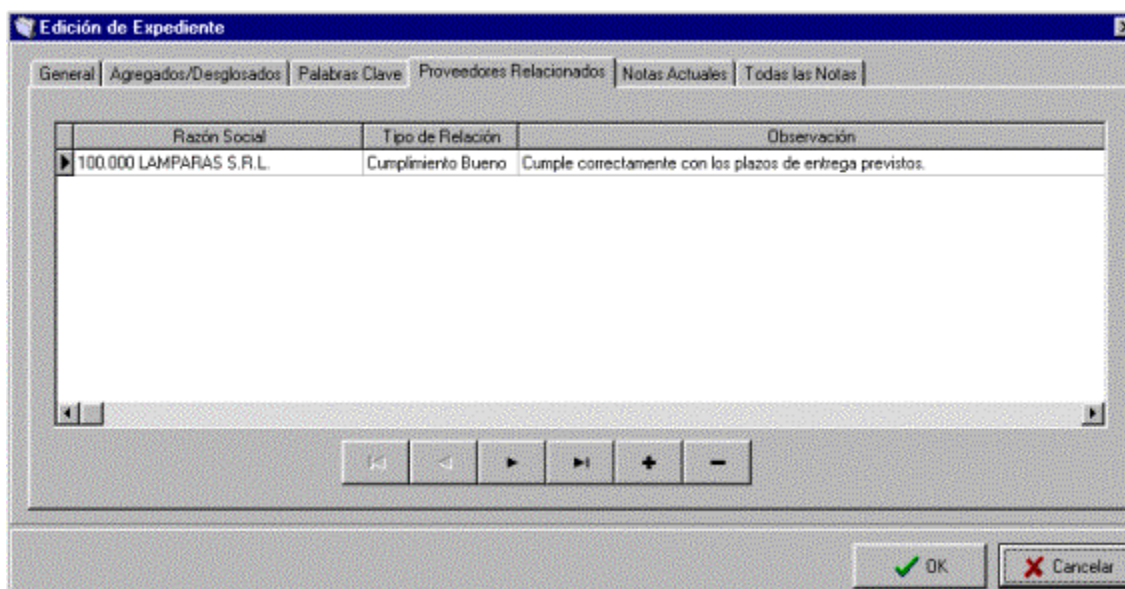 Edición de Expediente
General Agregados/Desglosados Palabras Clave Proveedores Relacionados Notas Actuales Todas las Notas
Razón Social Tipo de Relación Observación
100.000 LAMPARAS S.R.L. Cumplimiento Bueno Cumple correctamente con los plazos de entrega previstos.
OK Cancelar